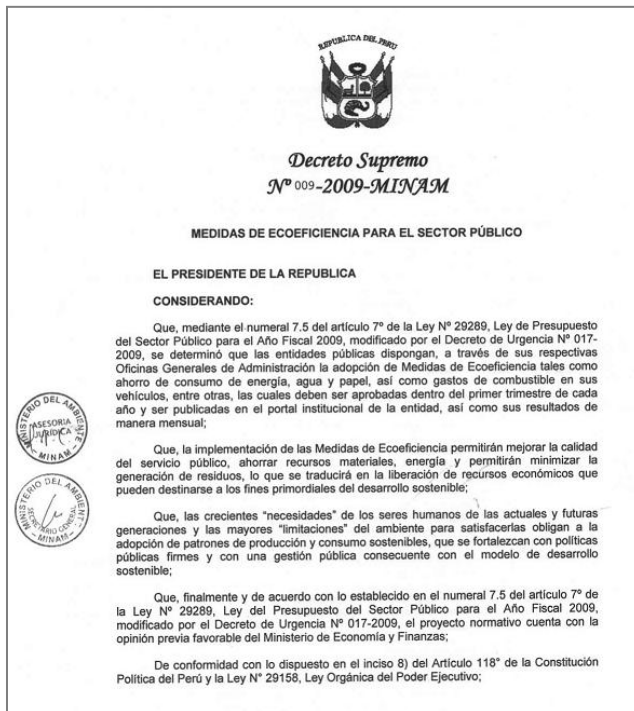 REPUBLICA DEL PERU
Decreto Supremo
Nº 009-2009-MINAM
MEDIDAS DE ECOEFICIENCIA PARA EL SECTOR PÚBLICO
EL PRESIDENTE DE LA REPUBLICA
CONSIDERANDO:
Que, mediante el numeral 7.5 del artículo 7º de la Ley Nº 29289, Ley de Presupuesto
del Sector Público para el Año Fiscal 2009, modificado por el Decreto de Urgencia Nº 017-
2009, se determinó que las entidades públicas dispongan, a través de sus respectivas
Oficinas Generales de Administración la adopción de Medidas de Ecoeficiencia tales como
ahorro de consumo de energía, agua y papel, así como gastos de combustible en sus
vehículos, entre otras, las cuales deben ser aprobadas dentro del primer trimestre de cada
año y ser publicadas en el portal institucional de la entidad, así como sus resultados de
manera mensual;
Que, la implementación de las Medidas de Ecoeficiencia permitirán mejorar la calidad
del servicio público, ahorrar recursos materiales, energía y permitirán minimizar la
generación de residuos, lo que se traducirá en la liberación de recursos económicos que
pueden destinarse a los fines primordiales del desarrollo sostenible;
Que, las crecientes "necesidades" de los seres humanos de las actuales y futuras
generaciones y las mayores "limitaciones" del ambiente para satisfacerlas obligan a la
adopción de patrones de producción y consumo sostenibles, que se fortalezcan con políticas
públicas firmes y con una gestión pública consecuente con el modelo de desarrollo
sostenible;
Que, finalmente y de acuerdo con lo establecido en el numeral 7.5 del artículo 7º de
la Ley Nº 29289, Ley del Presupuesto del Sector Público para el Año Fiscal 2009,
modificado por el Decreto de Urgencia Nº 017-2009, el proyecto normativo cuenta con la
opinión previa favorable del Ministerio de Economía y Finanzas;
De conformidad con lo dispuesto en el inciso 8) del Artículo 118° de la Constitución
Política del Perú y la Ley N° 29158, Ley Orgánica del Poder Ejecutivo;
MINISTERIO DEL AMBIENTE
ASESORIA
JURÍDICA
MINAM
MINISTERIO DEL AMBIENTE
SECRETARIO GENERAL
MINAM